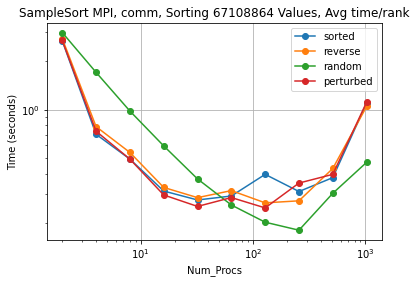 SampleSort MPI, comm, Sorting 67108864 Values, Avg time/rank
sorted
reverse
random
perturbed
Time (seconds)
10⁰
10¹
10²
10³
Num_Procs